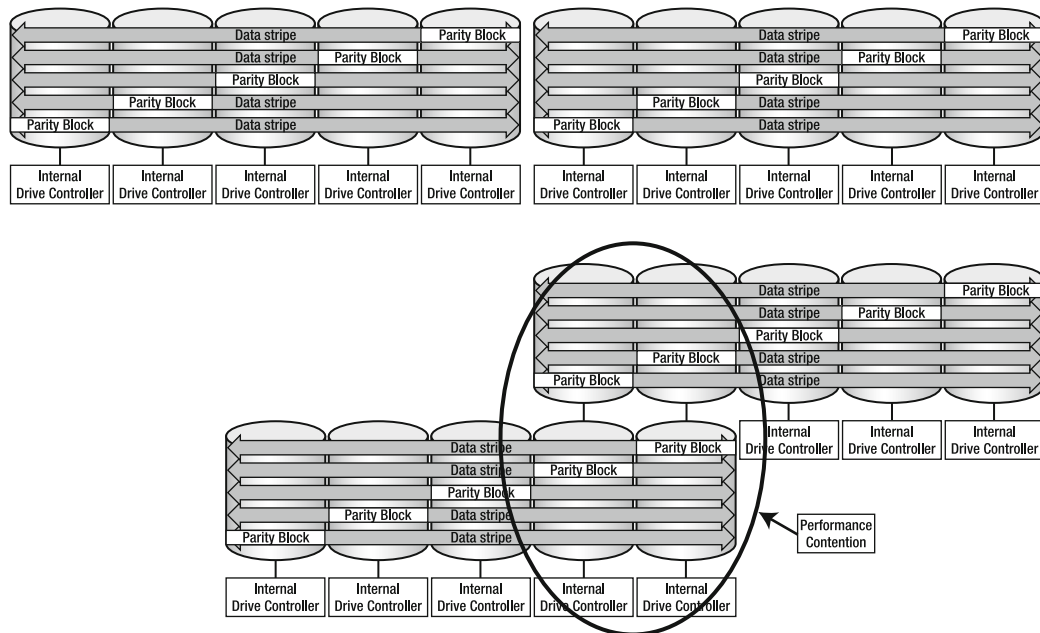 Parity Block
Data stripe
Data stripe
Parity Block
Parity Block
Parity Block
Data stripe
Parity Block
Data stripe
Internal
Drive Controller
Internal
Drive Controller
Internal
Drive Controller
Internal
Drive Controller
Internal
Drive Controller
Data stripe
Parity Block
Data stripe
Parity Block
Parity Block
Parity Block
Data stripe
Parity Block
Data stripe
Internal
Drive Controller
Internal
Drive Controller
Internal
Drive Controller
Internal
Drive Controller
Internal
Drive Controller
Data stripe
Parity Block
Data stripe
Parity Block
Parity Block
Parity Block
Data stripe
Parity Block
Data stripe
Internal
Drive Controller
Internal
Drive Controller
Internal
Drive Controller
Data stripe
Parity Block
Data stripe
Parity Block
Parity Block
Parity Block
Data stripe
Parity Block
Data stripe
Internal
Drive Controller
Internal
Drive Controller
Internal
Drive Controller
Internal
Drive Controller
Internal
Drive Controller
Performance
Contention